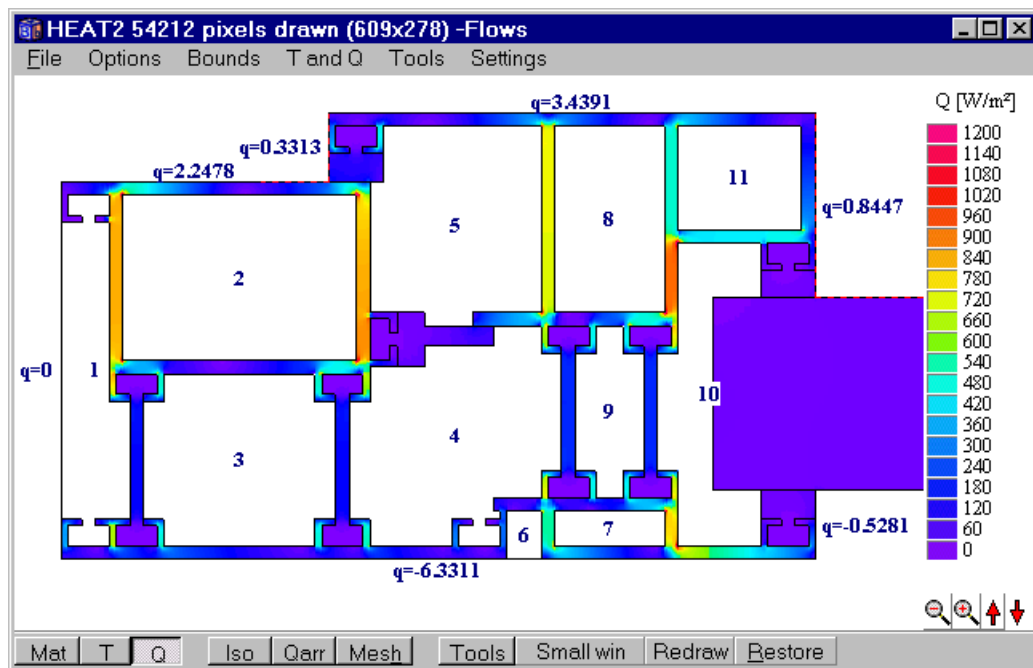 HEAT2 54212 pixels drawn (609x278) -Flows
File Options Bounds T and Q Tools Settings
q=3.4391
Q [W/m²]
q=0.3313
q=2.2478
q=0.8447
q=0
q=-0.5281
q=-6.3311
1
2
3
4
5
6
7
8
9
10
11
1200
1140
1080
1020
960
900
840
780
720
660
600
540
480
420
360
300
240
180
120
60
0
Mat T Q Iso Qarr Mesh Tools Small win Redraw Restore